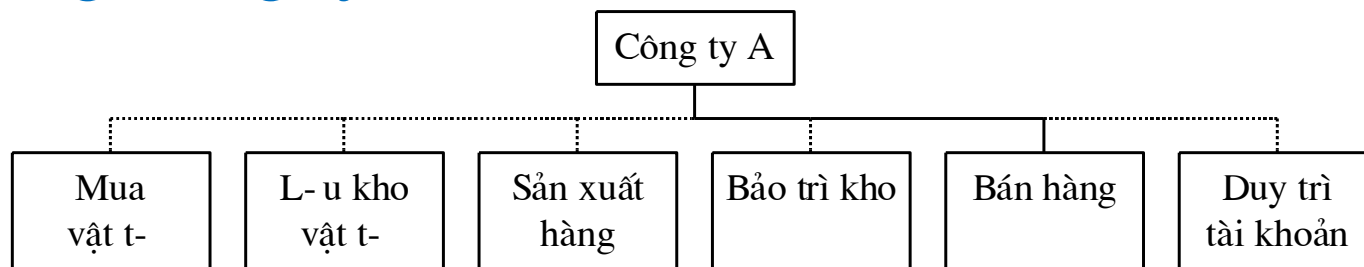 Công ty A
Mua
vật t-
L- u kho
vật t-
Sản xuất
hàng
Bảo trì kho
Bán hàng
Duy trì
tài khoản